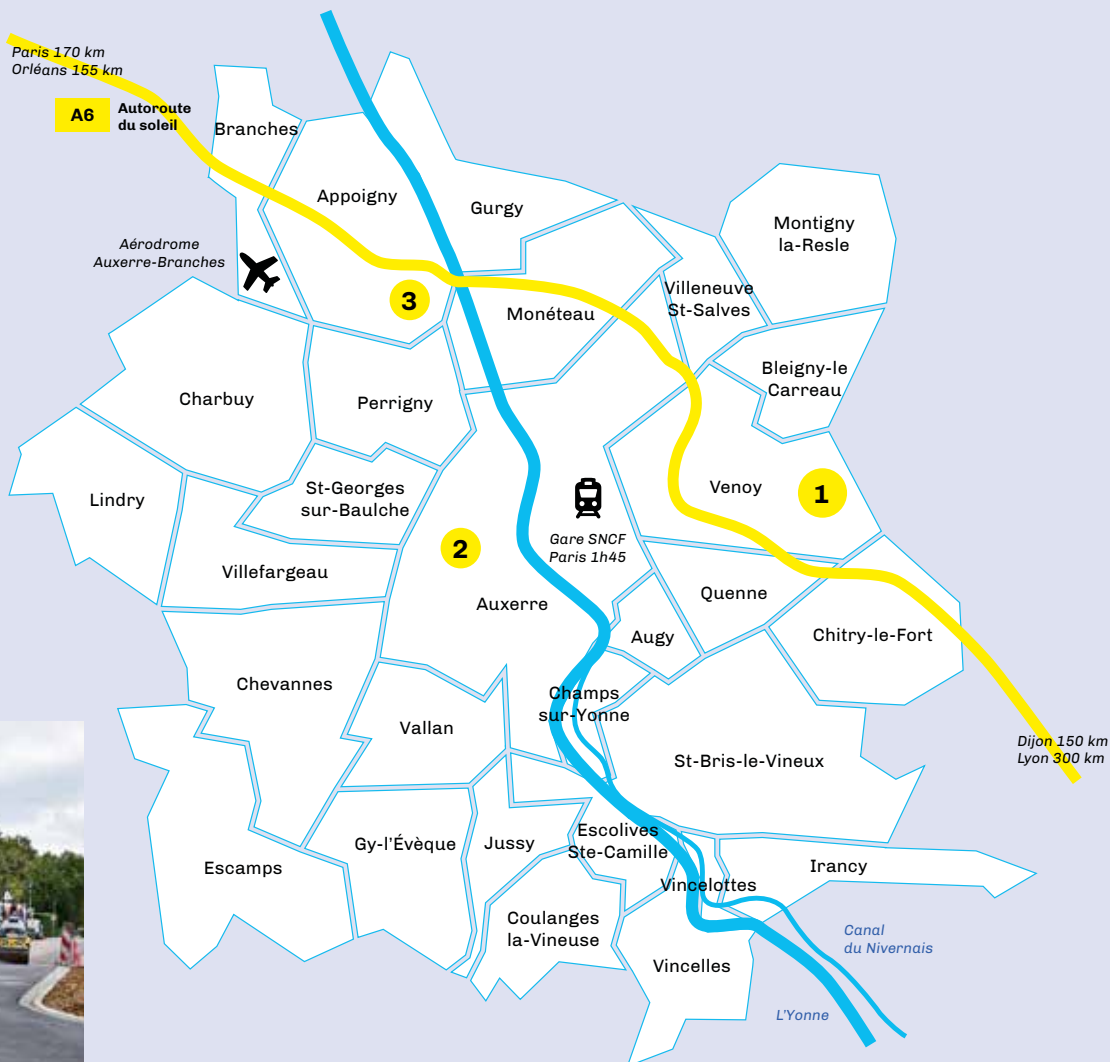 Paris 170 km
Orléans 155 km
A6
Autoroute
du soleil
Branches
Appoigny
Gurgy
Montigny
la-Resle
Aérodrome
Auxerre-Branches
3
Monéteau
Villeneuve
St-Salves
Bleigny-le
Carreau
Charbuy
Perrigny
Lindry
St-Georges
sur-Baulche
Venoy
1
Gare SNCF
Paris 1h45
2
Villefargeau
Auxerre
Quenne
Augy
Chitry-le-Fort
Chevannes
Champs
sur-Yonne
Vallan
St-Bris-le-Vineux
Dijon 150 km
Lyon 300 km
Escamps
Gy-l'Évèque
Jussy
Escolives
Ste-Camille
Irancy
Vincelottes
Coulanges
la-Vineuse
Vincelles
Canal
du Nivernais
L'Yonne